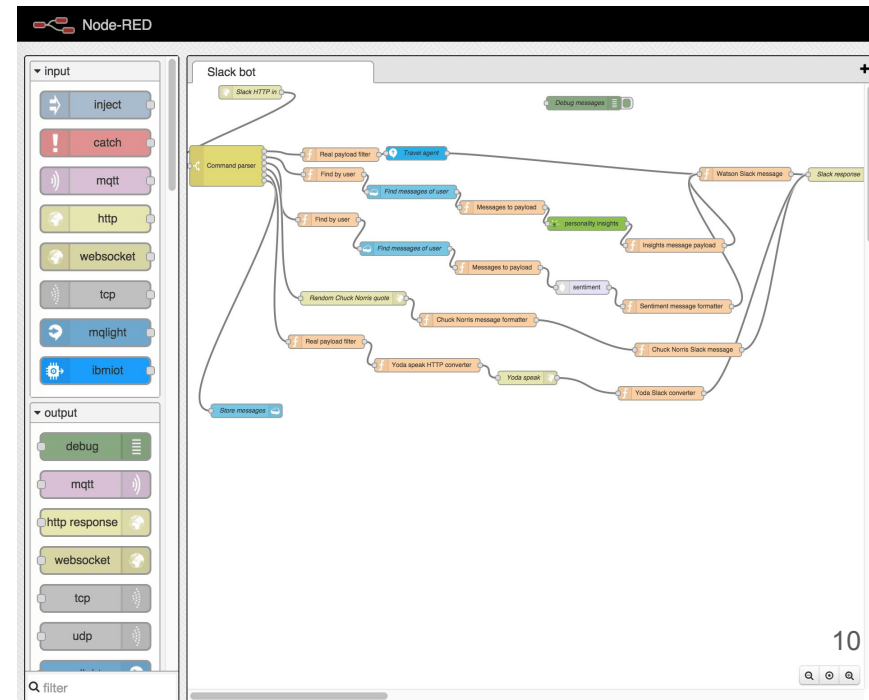 Node-RED
input
inject
catch
mqtt
http
websocket
tcp
mqlight
ibmiot
output
debug
mqtt
http response
websocket
tcp
udp
filter
Slack bot
+
Slack HTTP in
Debug messages
Command parser
Real payload filter
Travel agent
Find by user
Watson Slack message
Slack response
Find messages of user
Messages to payload
Find by user
personality insights
Insights message payload
Find messages of user
Messages to payload
sentiment
Random Chuck Norris quote
Sentiment message formatter
Chuck Norris message formatter
Real payload filter
Chuck Norris Slack message
Yoda speak HTTP converter
Yoda speak
Yoda Slack converter
Store messages
10